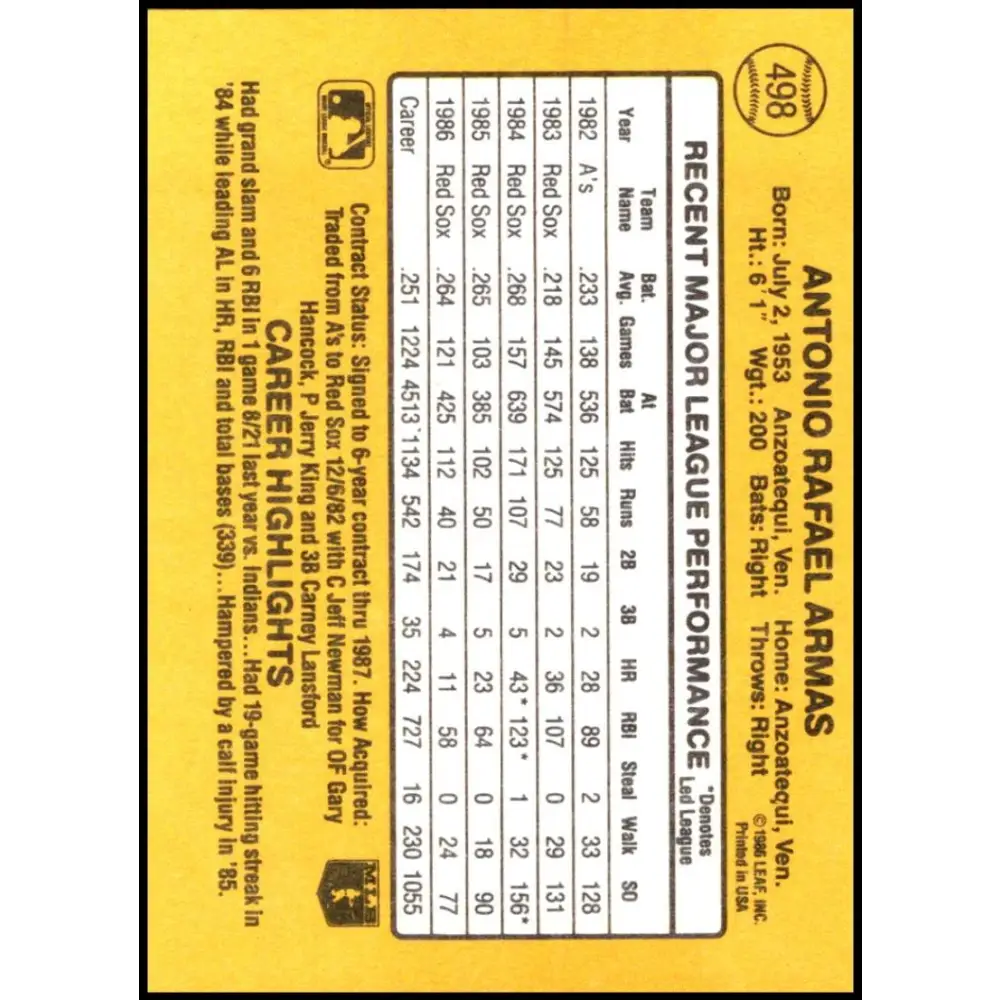 498
ANTONIO RAFAEL ARMAS
Born: July 2, 1953 Anzoatequi, Ven. Home: Anzoatequi, Ven.
Ht.: 6' 1" Wgt.: 200 Bats: Right Throws: Right
© 1986 LEAF, INC.
Printed in USA
RECENT MAJOR LEAGUE PERFORMANCE
*Denotes
Led League
Year Team Name Bat. Avg. Games At Bat Hits Runs 2B 3B HR RBI Steal Walk SO
1982 A's .233 138 536 125 58 19 2 28 89 2 33 128
1983 Red Sox .218 145 574 125 77 23 2 36 107 0 29 131
1984 Red Sox .268 157 639 171 107 29 5 43* 123* 1 32 156*
1985 Red Sox .265 103 385 102 50 17 5 23 64 0 18 90
1986 Red Sox .264 121 425 112 40 21 4 11 58 0 24 77
Career .251 1224 4513 1134 542 174 35 224 727 16 230 1055
Contract Status: Signed to 6-year contract thru 1987. How Acquired:
Traded from A's to Red Sox 12/6/82 with C Jeff Newman for OF Gary
Hancock, P Jerry King and 3B Carney Lansford
MLB
CAREER HIGHLIGHTS
Had grand slam and 6 RBI in 1 game 8/21 last year vs. Indians...Had 19-game hitting streak in
'84 while leading AL in HR, RBI and total bases (339)...Hampered by a calf injury in '85.